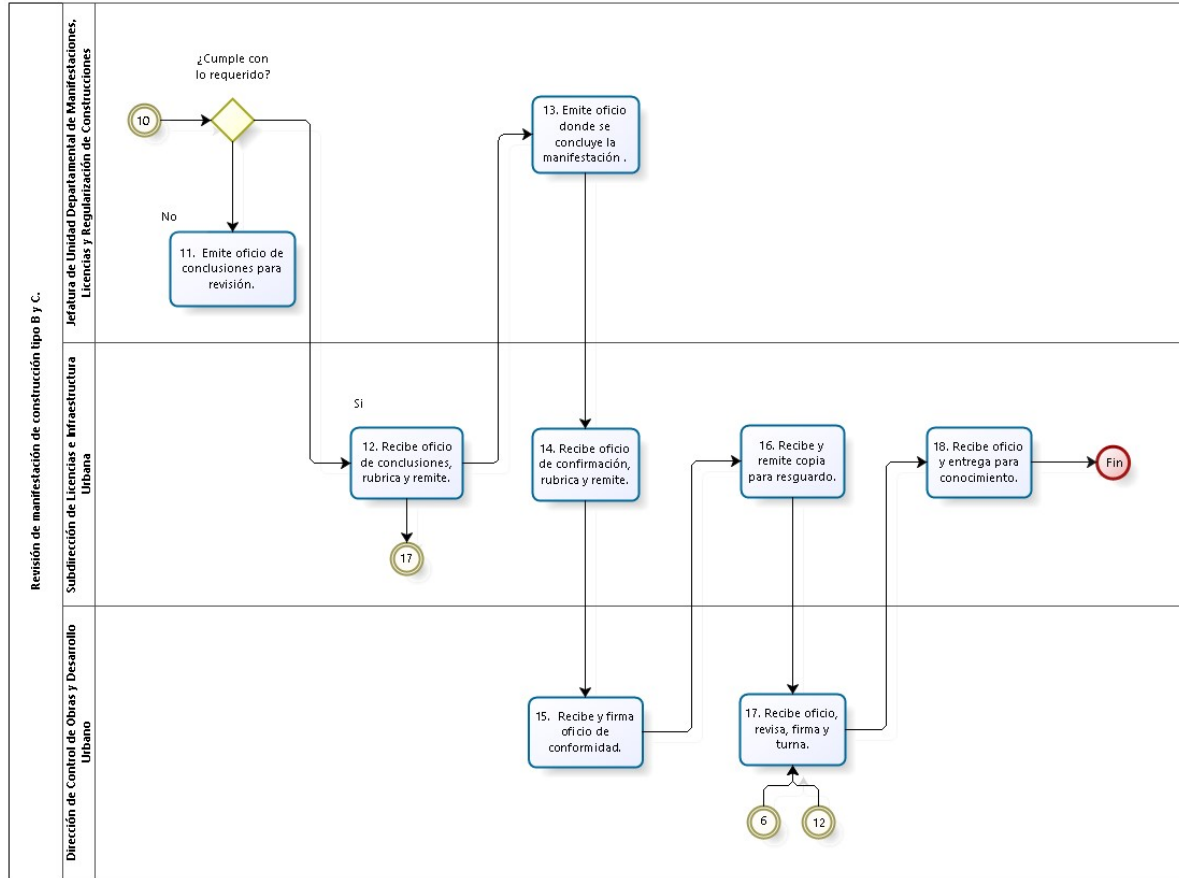 Revisión de manifestación de construcción tipo B y C.
Jefatura de Unidad Departamental de Manifestaciones,
Licencias y Regularización de Construcciones
¿Cumple con
lo requerido?
10
No
11. Emite oficio de
conclusiones para
revisión.
13. Emite oficio
donde se
concluye la
manifestación .
Subdirección de Licencias e Infraestructura
Urbana
Si
12. Recibe oficio
de conclusiones,
rubrica y remite.
17
14. Recibe oficio
de confirmación,
rubrica y remite.
16. Recibe y
remite copia
para resguardo.
18. Recibe oficio
y entrega para
conocimiento.
Fin
Dirección de Control de Obras y Desarrollo
Urbano
15. Recibe y firma
oficio de
conformidad.
17. Recibe oficio,
revisa, firma y
turna.
6
12